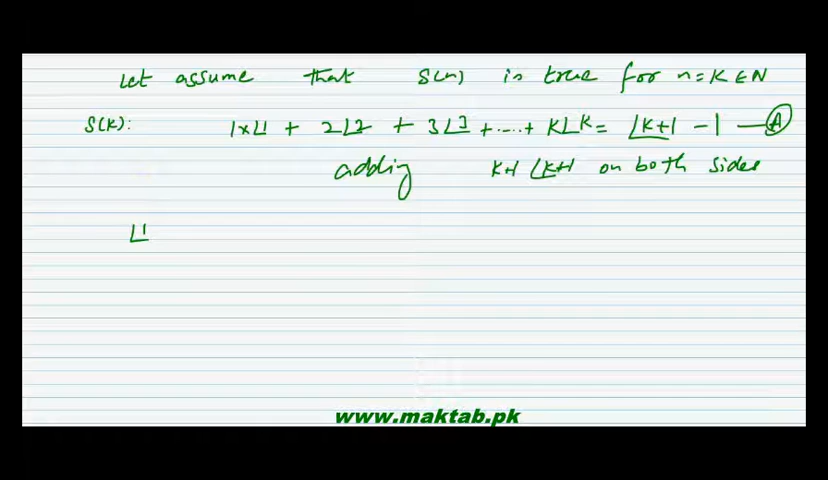 Let assume that S(n) is true for n=K∈N
S(K): 1×∟1 + 2∟2 + 3∟3 +....+ K∟K = ∟K+1 -1 — A
adding K+1 ∟K+1 on both sides
∟1
www.maktab.pk